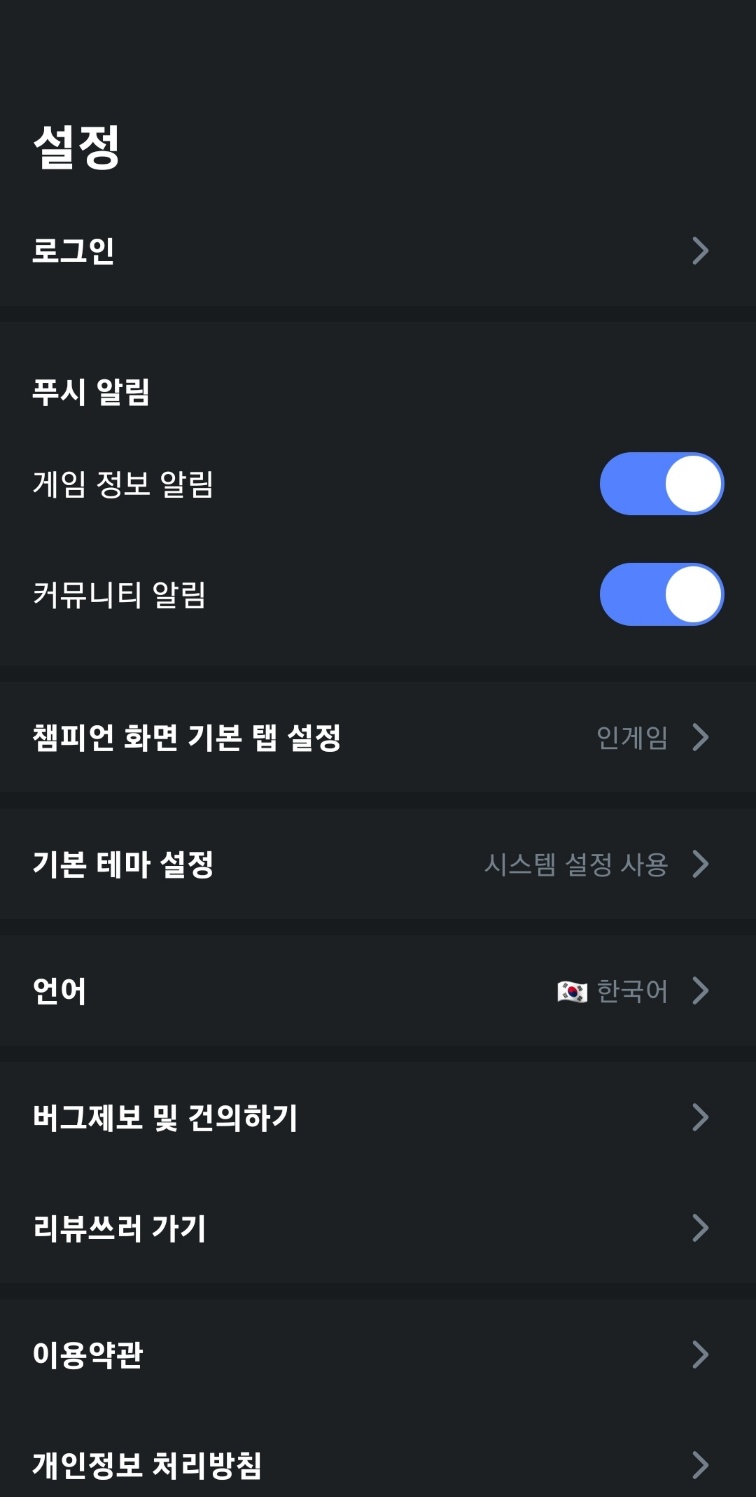 설정
로그인
푸시 알림
게임 정보 알림
커뮤니티 알림
챔피언 화면 기본 탭 설정 인게임
기본 테마 설정 시스템 설정 사용
언어 🇰🇷 한국어
버그제보 및 건의하기
리뷰쓰러 가기
이용약관
개인정보 처리방침